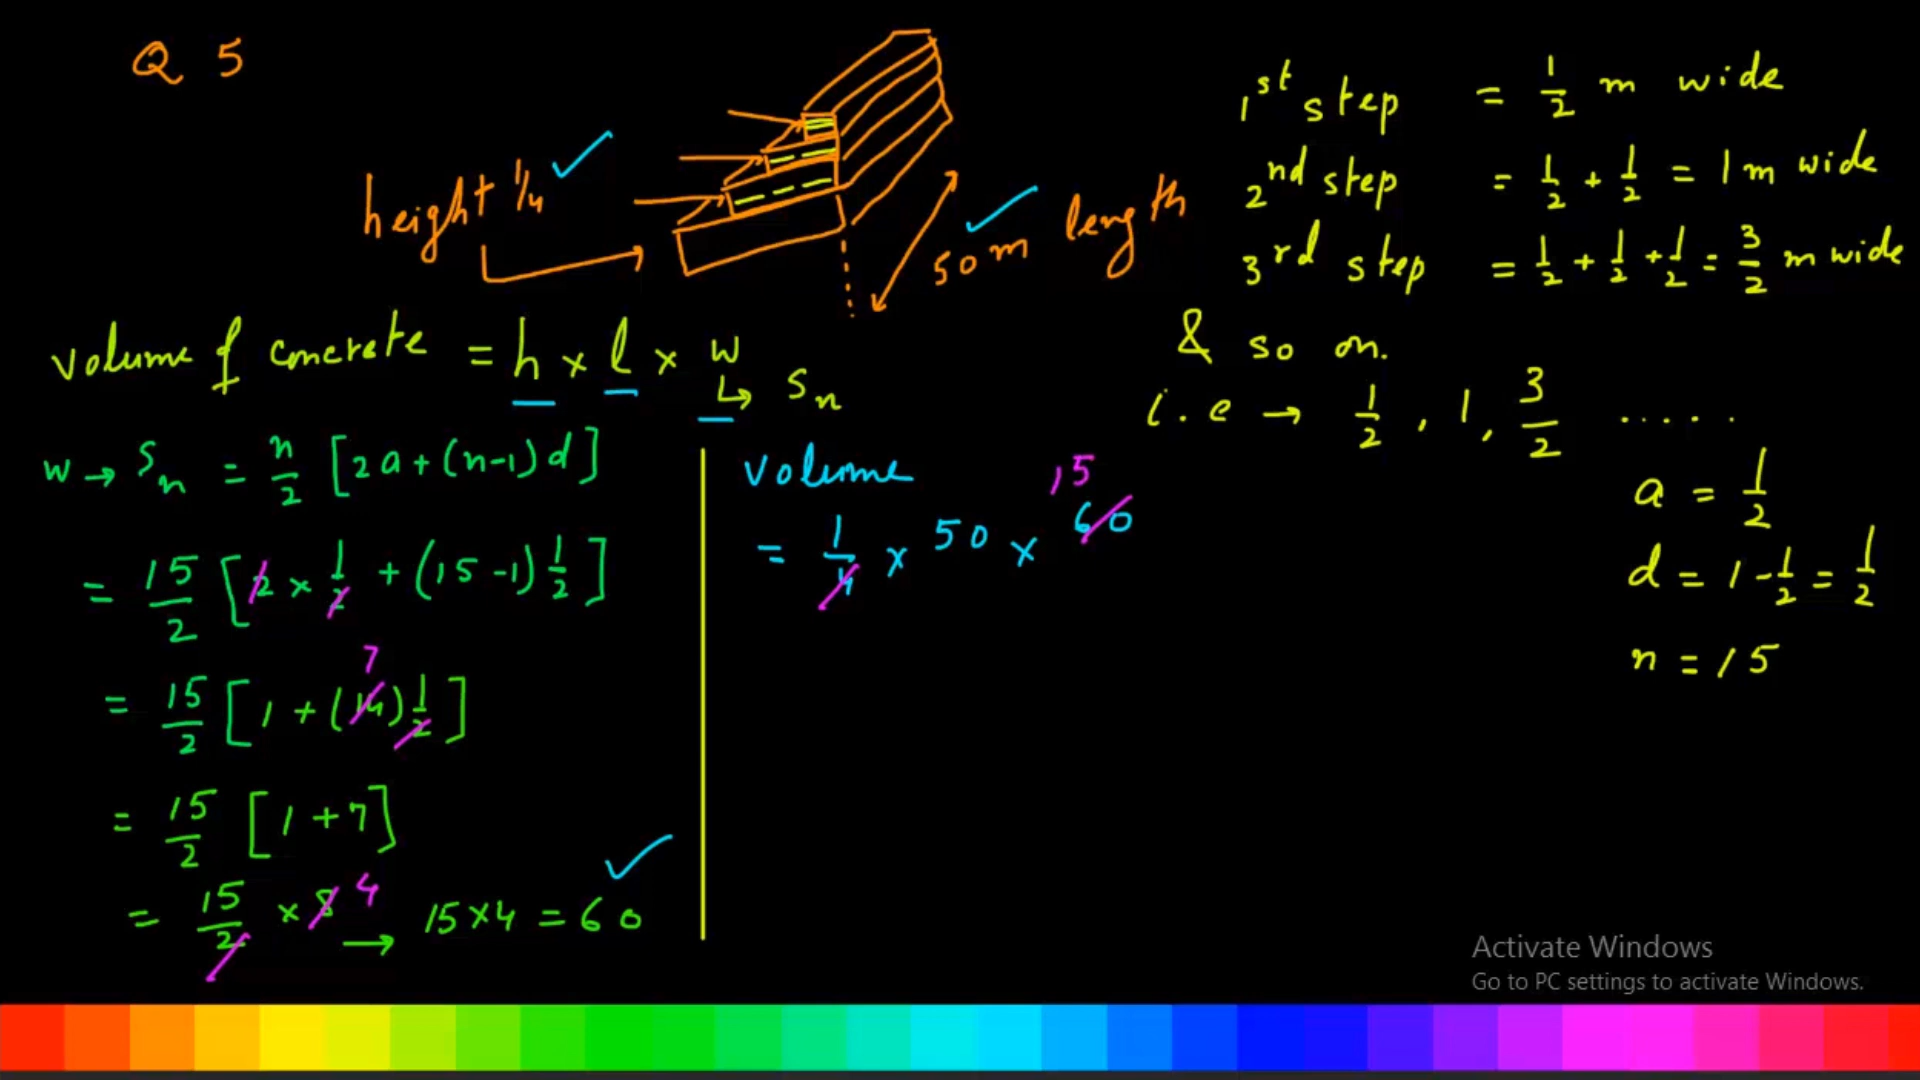 Q 5
height 1/4
50m length
1st step = 1/2 m wide
2nd step = 1/2 + 1/2 = 1m wide
3rd step = 1/2 + 1/2 + 1/2 = 3/2 m wide
& so on.
i.e → 1/2, 1, 3/2 .....
a = 1/2
d = 1 - 1/2 = 1/2
n = 15
Volume of concrete = h × l × w
↳ Sn
w → Sn = n/2 [2a + (n-1)d]
= 15/2 [2 × 1/2 + (15-1) 1/2]
7
= 15/2 [1 + (14) 1/2]
= 15/2 [1 + 7]
= 15/2 × 8 4 → 15×4 = 60
Volume
15
= 1/4 × 50 × 60
Activate Windows
Go to PC settings to activate Windows.